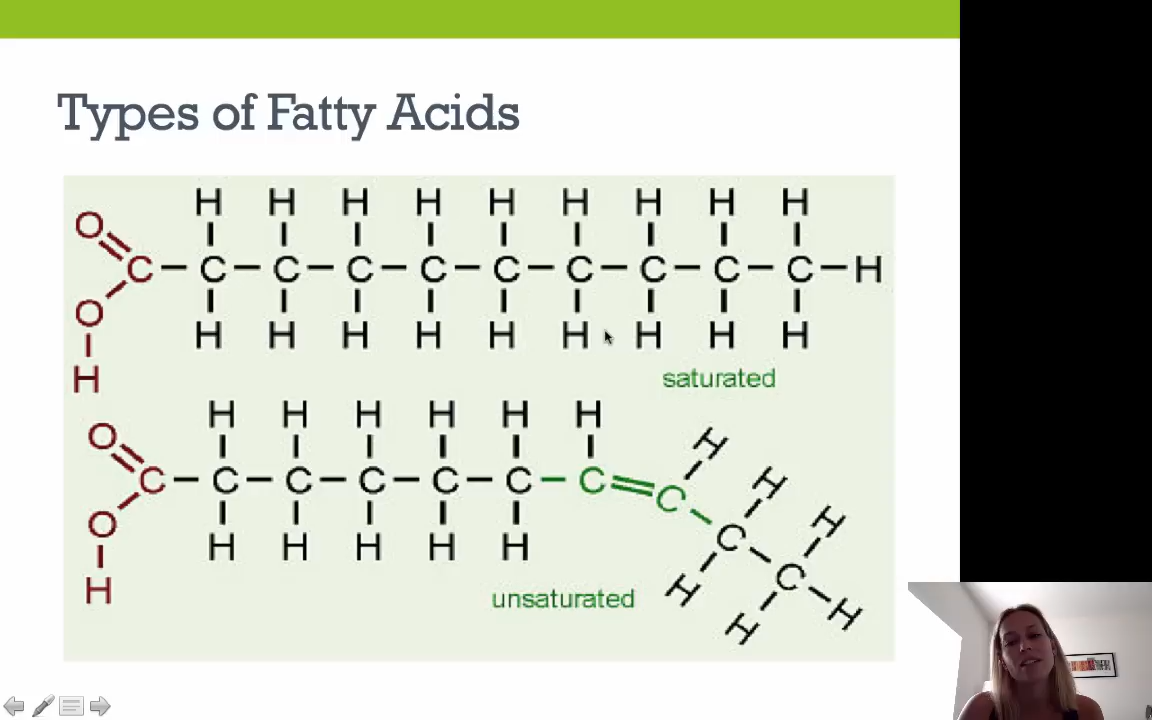 Types of Fatty Acids
H H H H H H H H H
O
C C C C C C C C C C H
O
H H H H H H H H H
H
saturated
H H H H H H
O
H
C C C C C C C C
H
H
O
C
H H H H H
C
H
H
H
unsaturated
H